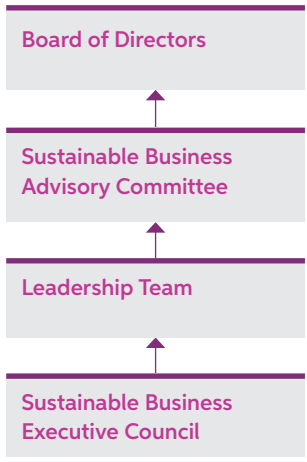 Board of Directors
Sustainable Business
Advisory Committee
Leadership Team
Sustainable Business
Executive Council